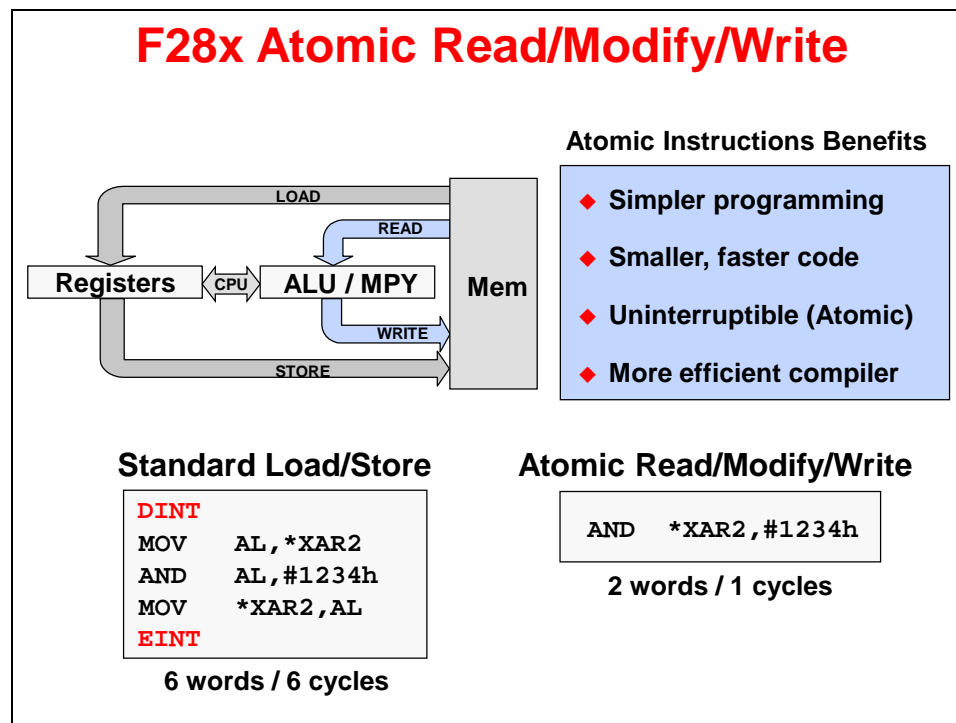 F28x Atomic Read/Modify/Write
Atomic Instructions Benefits
LOAD
READ
Registers
CPU
ALU / MPY
Mem
WRITE
STORE
◆ Simpler programming
◆ Smaller, faster code
◆ Uninterruptible (Atomic)
◆ More efficient compiler
Standard Load/Store
DINT
MOV AL,*XAR2
AND AL,#1234h
MOV *XAR2,AL
EINT
6 words / 6 cycles
Atomic Read/Modify/Write
AND *XAR2,#1234h
2 words / 1 cycles